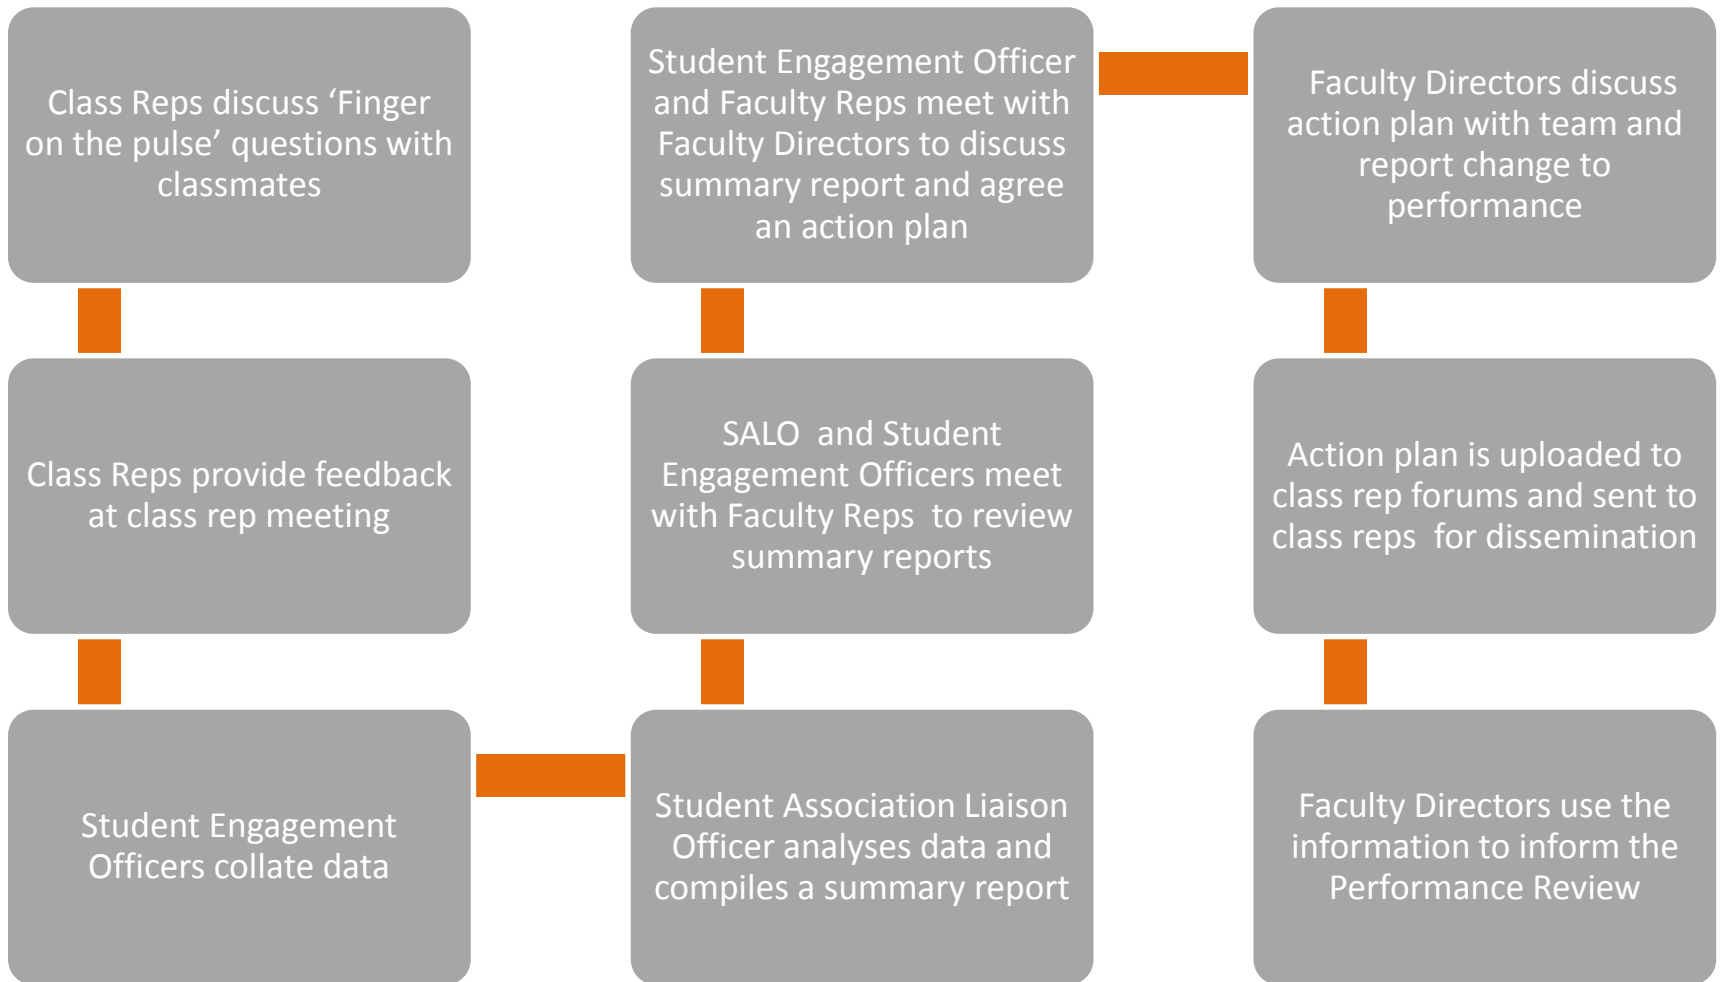 Class Reps discuss ‘Finger
on the pulse’ questions with
classmates
Class Reps provide feedback
at class rep meeting
Student Engagement
Officers collate data
Student Association Liaison
Officer analyses data and
compiles a summary report
SALO and Student
Engagement Officers meet
with Faculty Reps to review
summary reports
Student Engagement Officer
and Faculty Reps meet with
Faculty Directors to discuss
summary report and agree
an action plan
Faculty Directors discuss
action plan with team and
report change to
performance
Action plan is uploaded to
class rep forums and sent to
class reps for dissemination
Faculty Directors use the
information to inform the
Performance Review